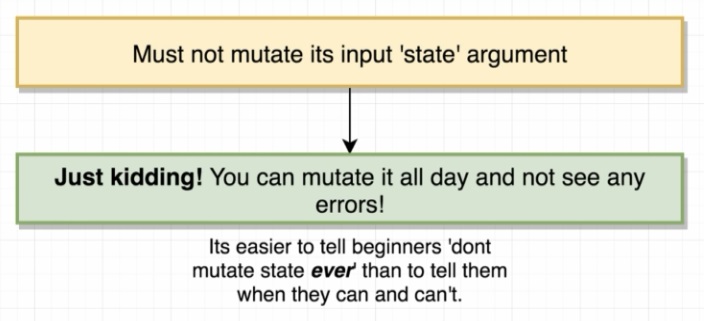 Must not mutate its input 'state' argument
Just kidding! You can mutate it all day and not see any
errors!
Its easier to tell beginners 'dont
mutate state ever' than to tell them
when they can and can't.